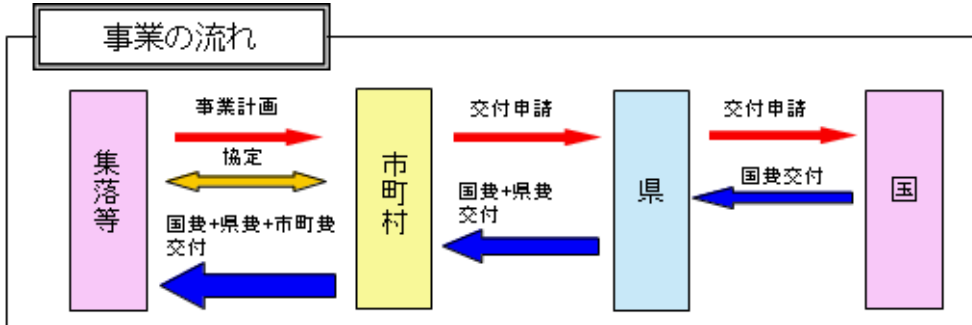 事業の流れ
集落等
事業計画
協定
国費+県費+市町費
交付
市町村
交付申請
国費+県費
交付
県
交付申請
国費交付
国